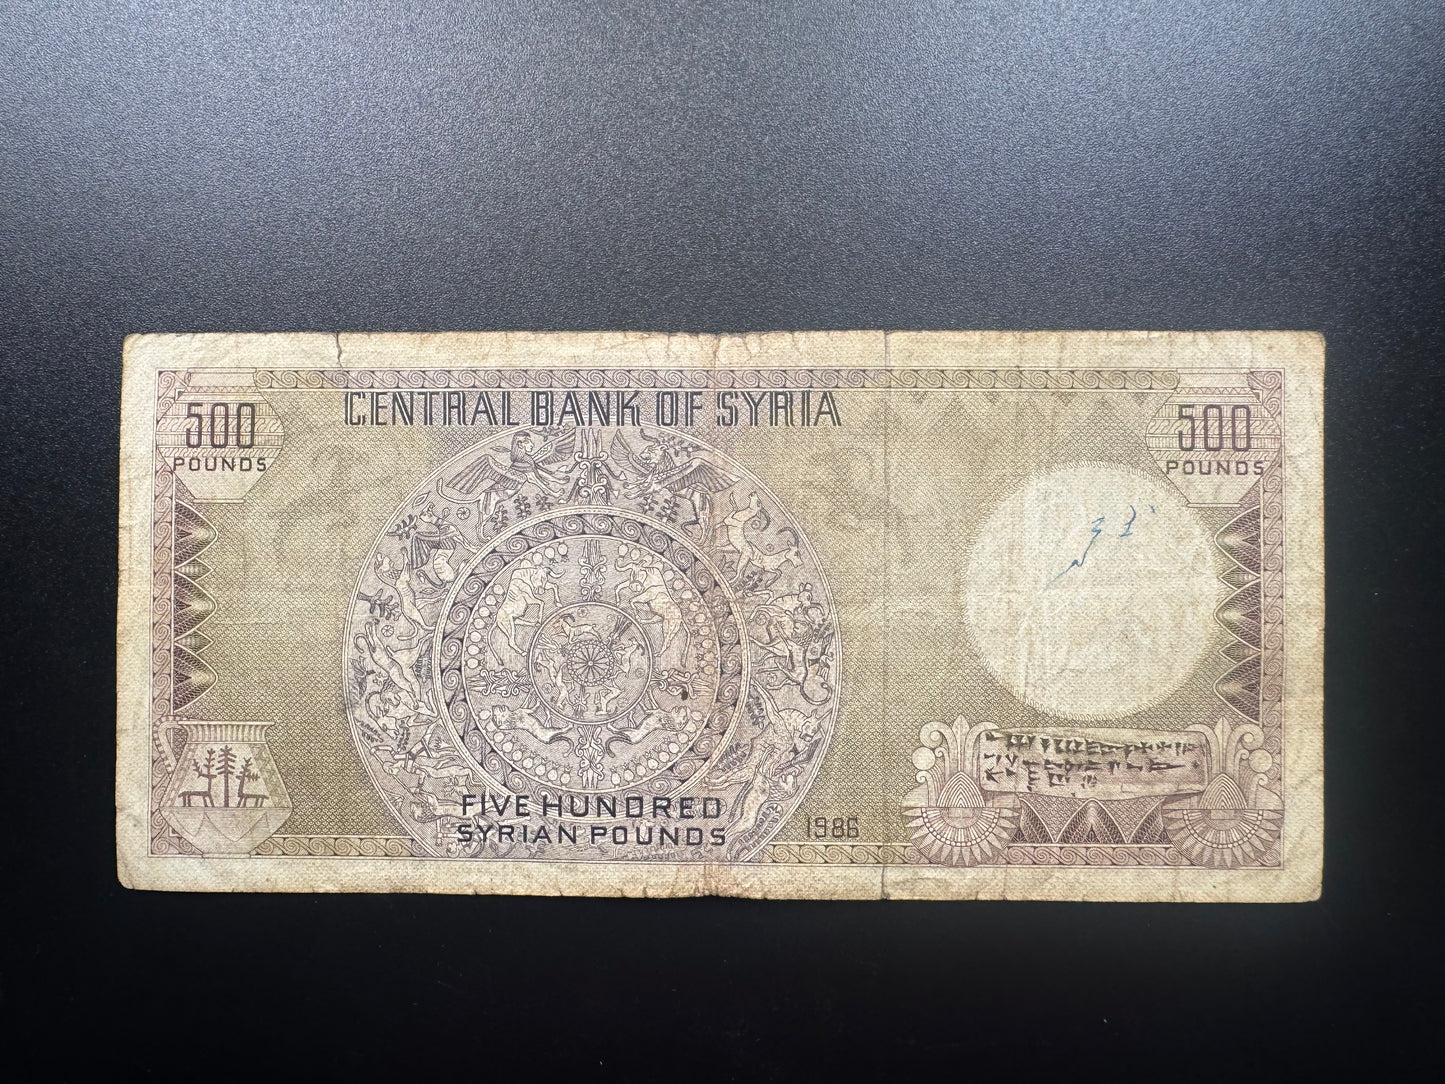 CENTRAL BANK OF SYRIA
500
POUNDS
500
POUNDS
FIVE HUNDRED
SYRIAN POUNDS
1986